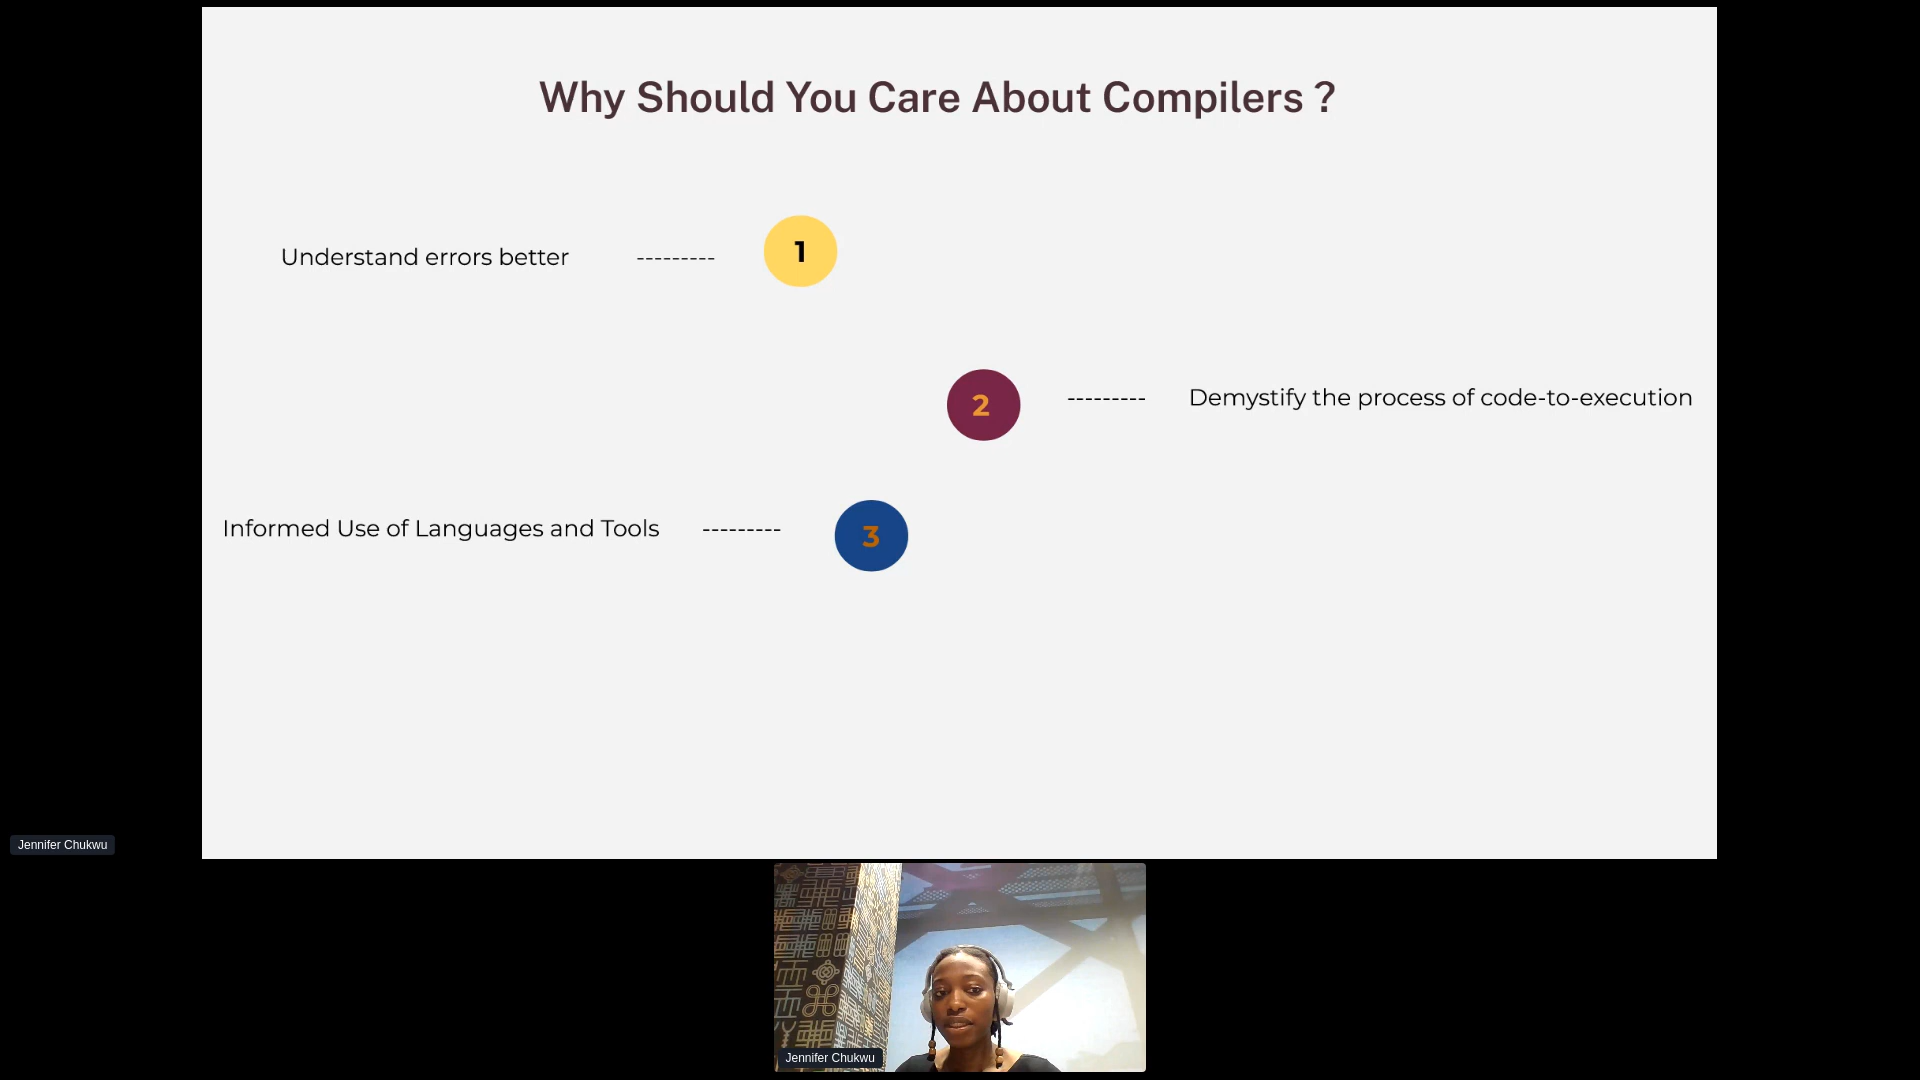 Why Should You Care About Compilers ?
Understand errors better --------- 1
2 --------- Demystify the process of code-to-execution
Informed Use of Languages and Tools --------- 3
Jennifer Chukwu
Jennifer Chukwu